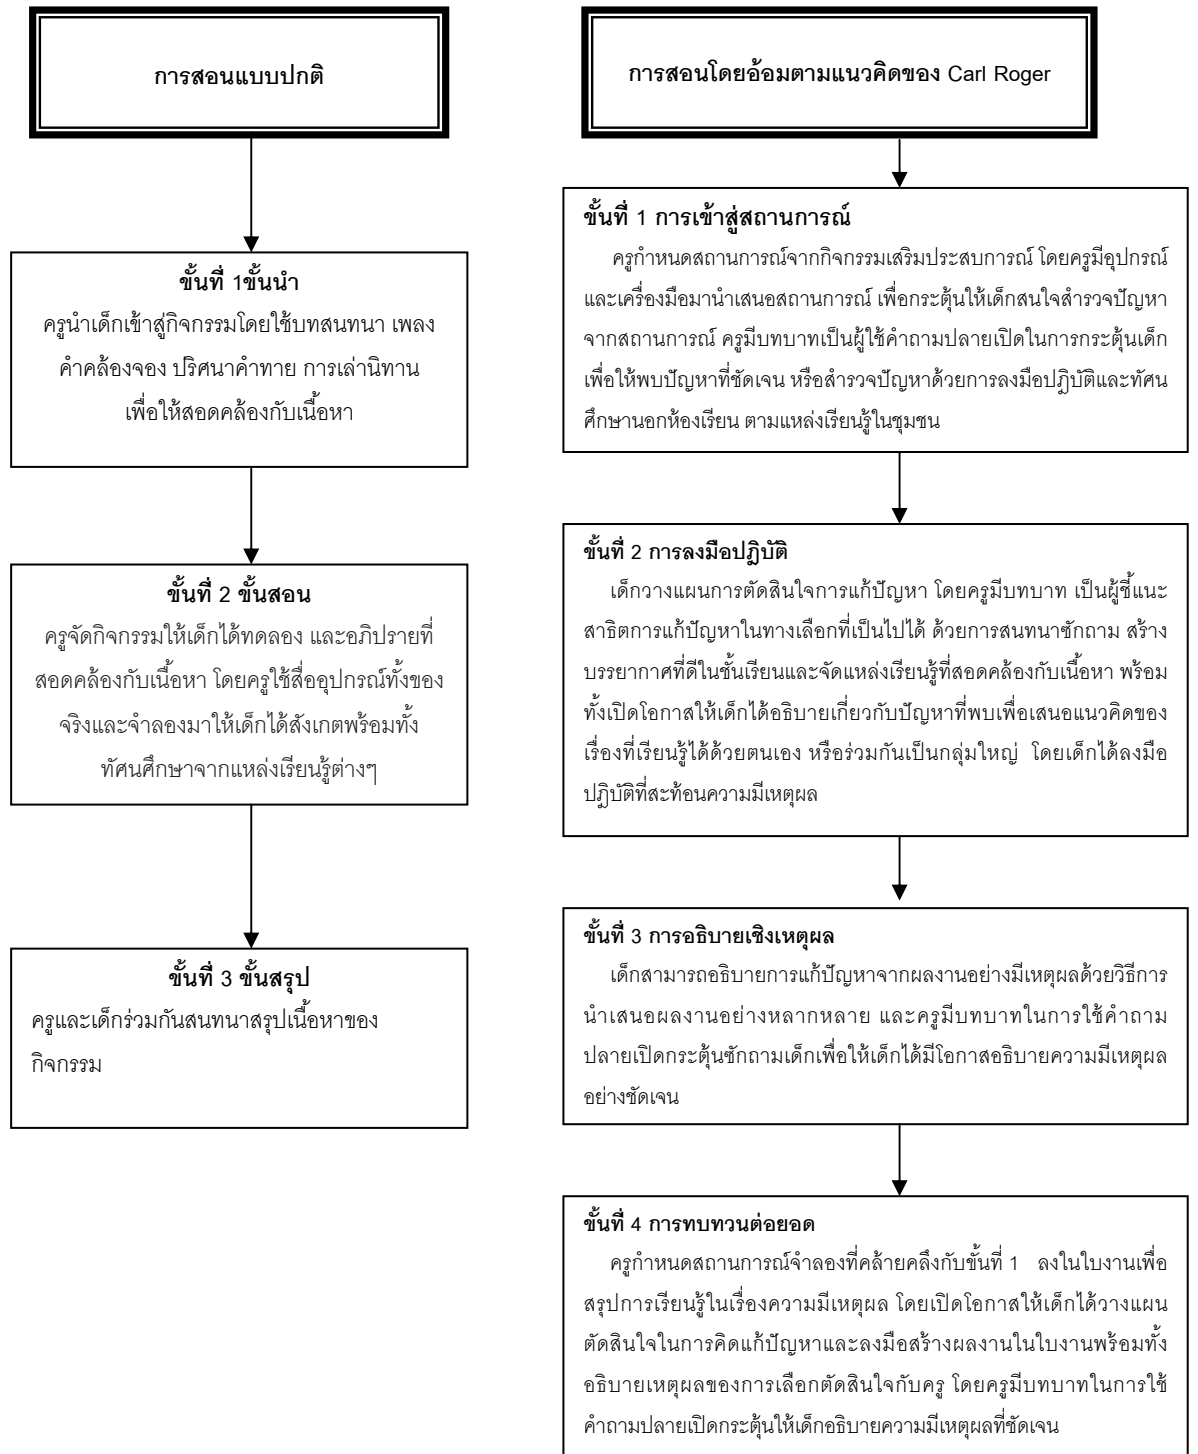 การสอนแบบปกติ
ขั้นที่ 1ขั้นนำ
ครูนำเด็กเข้าสู่กิจกรรมโดยใช้บทสนทนา เพลง
คำคล้องจอง ปริศนาคำทาย การเล่านิทาน
เพื่อให้สอดคล้องกับเนื้อหา
ขั้นที่ 2 ขั้นสอน
ครูจัดกิจกรรมให้เด็กได้ทดลอง และอภิปรายที่
สอดคล้องกับเนื้อหา โดยครูใช้สื่ออุปกรณ์ทั้งของ
จริงและจำลองมาให้เด็กได้สังเกตพร้อมทั้ง
ทัศนศึกษาจากแหล่งเรียนรู้ต่างๆ
ขั้นที่ 3 ขั้นสรุป
ครูและเด็กร่วมกันสนทนาสรุปเนื้อหาของ
กิจกรรม
การสอนโดยอ้อมตามแนวคิดของ Carl Roger
ขั้นที่ 1 การเข้าสู่สถานการณ์
ครูกำหนดสถานการณ์จากกิจกรรมเสริมประสบการณ์ โดยครูมีอุปกรณ์
และเครื่องมือมานำเสนอสถานการณ์ เพื่อกระตุ้นให้เด็กสนใจสำรวจปัญหา
จากสถานการณ์ ครูมีบทบาทเป็นผู้ใช้คำถามปลายเปิดในการกระตุ้นเด็ก
เพื่อให้พบปัญหาที่ชัดเจน หรือสำรวจปัญหาด้วยการลงมือปฏิบัติและทัศน
ศึกษานอกห้องเรียน ตามแหล่งเรียนรู้ในชุมชน
ขั้นที่ 2 การลงมือปฏิบัติ
เด็กวางแผนการตัดสินใจการแก้ปัญหา โดยครูมีบทบาท เป็นผู้ชี้แนะ
สาธิตการแก้ปัญหาในทางเลือกที่เป็นไปได้ ด้วยการสนทนาซักถาม สร้าง
บรรยากาศที่ดีในชั้นเรียนและจัดแหล่งเรียนรู้ที่สอดคล้องกับเนื้อหา พร้อม
ทั้งเปิดโอกาสให้เด็กได้อธิบายเกี่ยวกับปัญหาที่พบเพื่อเสนอแนวคิดของ
เรื่องที่เรียนรู้ได้ด้วยตนเอง หรือร่วมกันเป็นกลุ่มใหญ่ โดยเด็กได้ลงมือ
ปฏิบัติที่สะท้อนความมีเหตุผล
ขั้นที่ 3 การอธิบายเชิงเหตุผล
เด็กสามารถอธิบายการแก้ปัญหาจากผลงานอย่างมีเหตุผลด้วยวิธีการ
นำเสนอผลงานอย่างหลากหลาย และครูมีบทบาทในการใช้คำถาม
ปลายเปิดกระตุ้นซักถามเด็กเพื่อให้เด็กได้มีโอกาสอธิบายความมีเหตุผล
อย่างชัดเจน
ขั้นที่ 4 การทบทวนต่อยอด
ครูกำหนดสถานการณ์จำลองที่คล้ายคลึงกับขั้นที่ 1 ลงในใบงานเพื่อ
สรุปการเรียนรู้ในเรื่องความมีเหตุผล โดยเปิดโอกาสให้เด็กได้วางแผน
ตัดสินใจในการคิดแก้ปัญหาและลงมือสร้างผลงานในใบงานพร้อมทั้ง
อธิบายเหตุผลของการเลือกตัดสินใจกับครู โดยครูมีบทบาทในการใช้
คำถามปลายเปิดกระตุ้นให้เด็กอธิบายความมีเหตุผลที่ชัดเจน